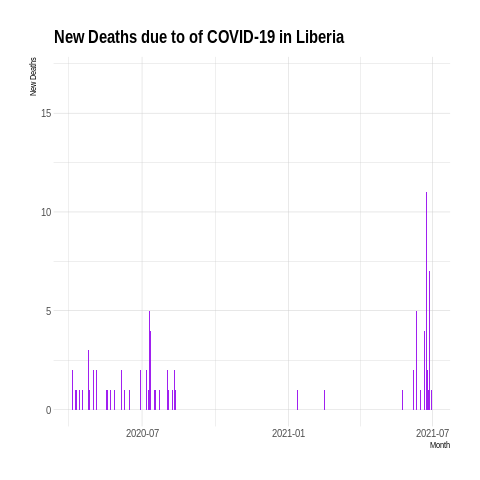 New Deaths due to of COVID-19 in Liberia
New Deaths
15
10
5
0
2020-07
2021-01
2021-07
Month